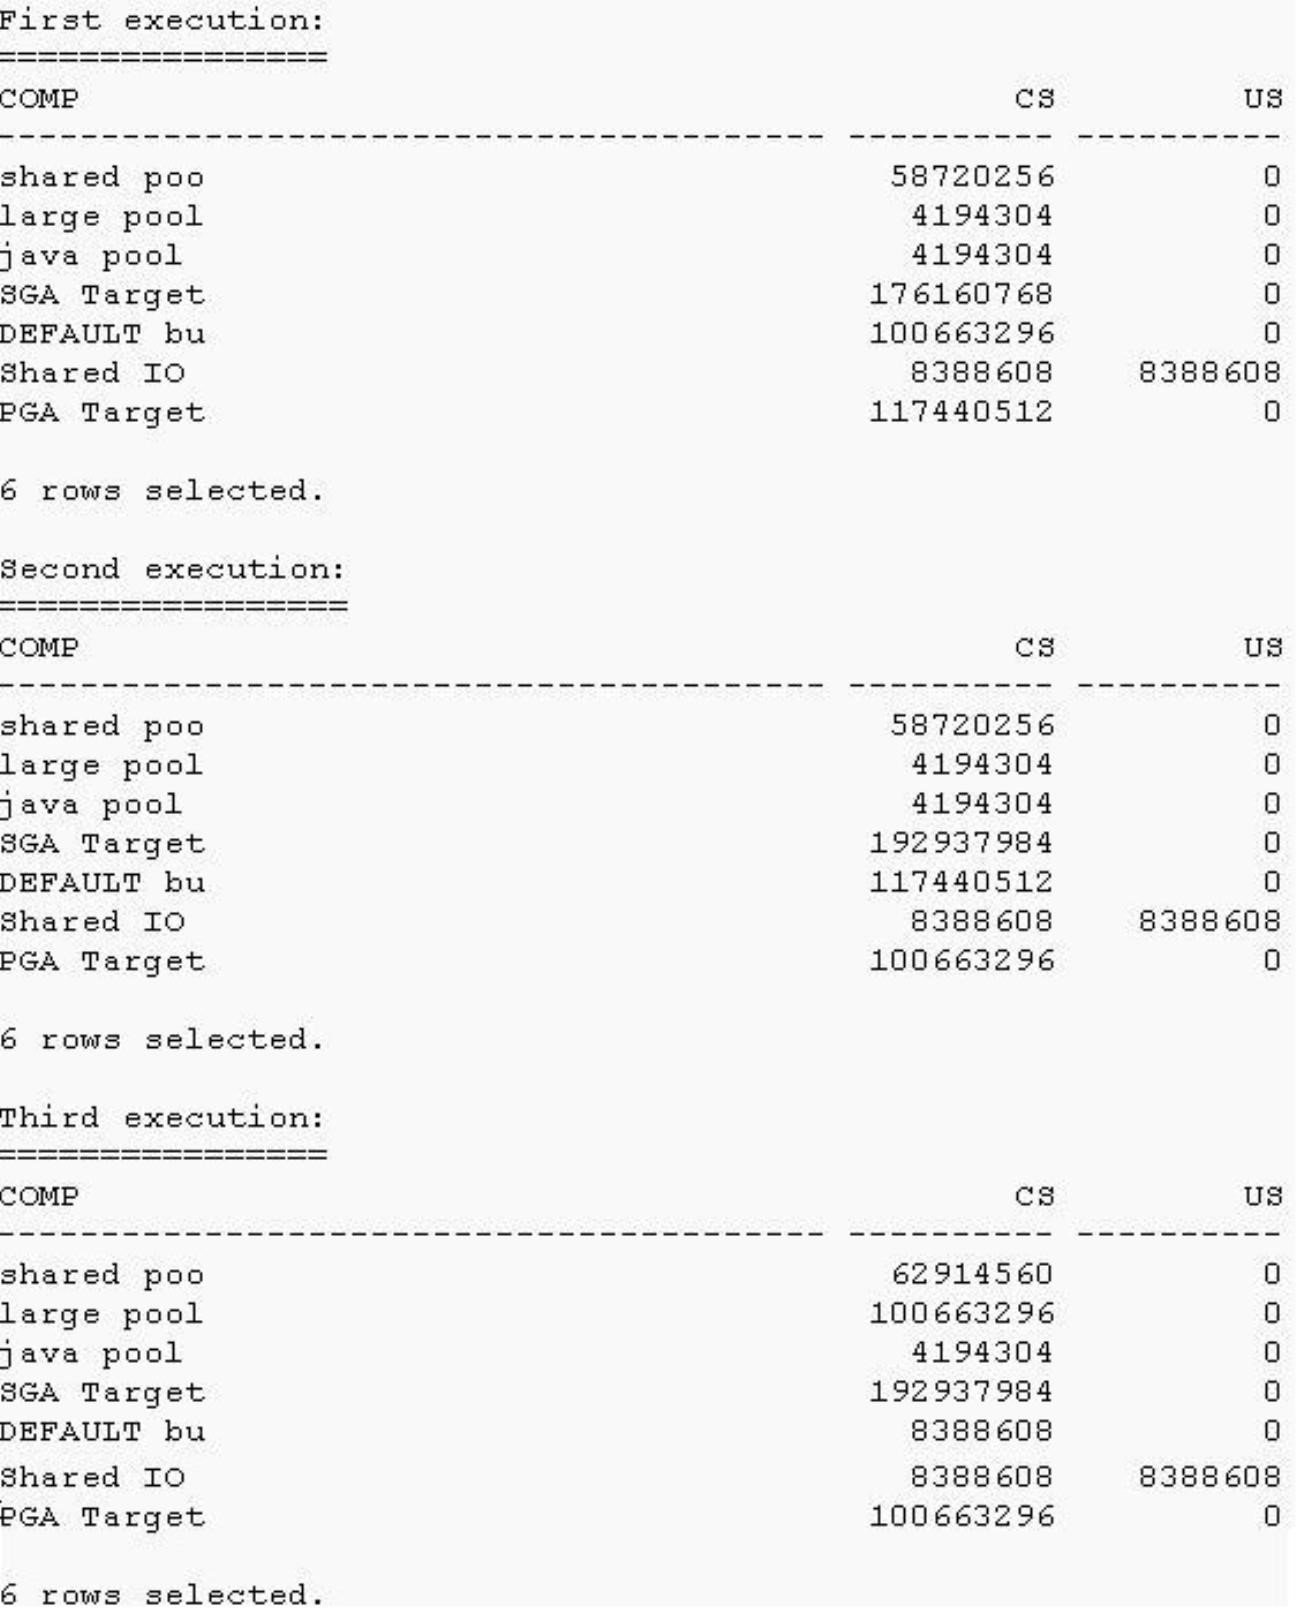 First execution:
================
COMP                                             CS         US
---------------------------------------- ---------- ----------
shared poo                                 58720256          0
large pool                                  4194304          0
java pool                                   4194304          0
SGA Target                                176160768          0
DEFAULT bu                                100663296          0
Shared IO                                   8388608    8388608
PGA Target                                117440512          0
6 rows selected.
Second execution:
=================
COMP                                             CS         US
---------------------------------------- ---------- ----------
shared poo                                 58720256          0
large pool                                  4194304          0
java pool                                   4194304          0
SGA Target                                192937984          0
DEFAULT bu                                117440512          0
Shared IO                                   8388608    8388608
PGA Target                                100663296          0
6 rows selected.
Third execution:
================
COMP                                             CS         US
---------------------------------------- ---------- ----------
shared poo                                 62914560          0
large pool                                100663296          0
java pool                                   4194304          0
SGA Target                                192937984          0
DEFAULT bu                                  8388608          0
Shared IO                                   8388608    8388608
PGA Target                                100663296          0
6 rows selected.